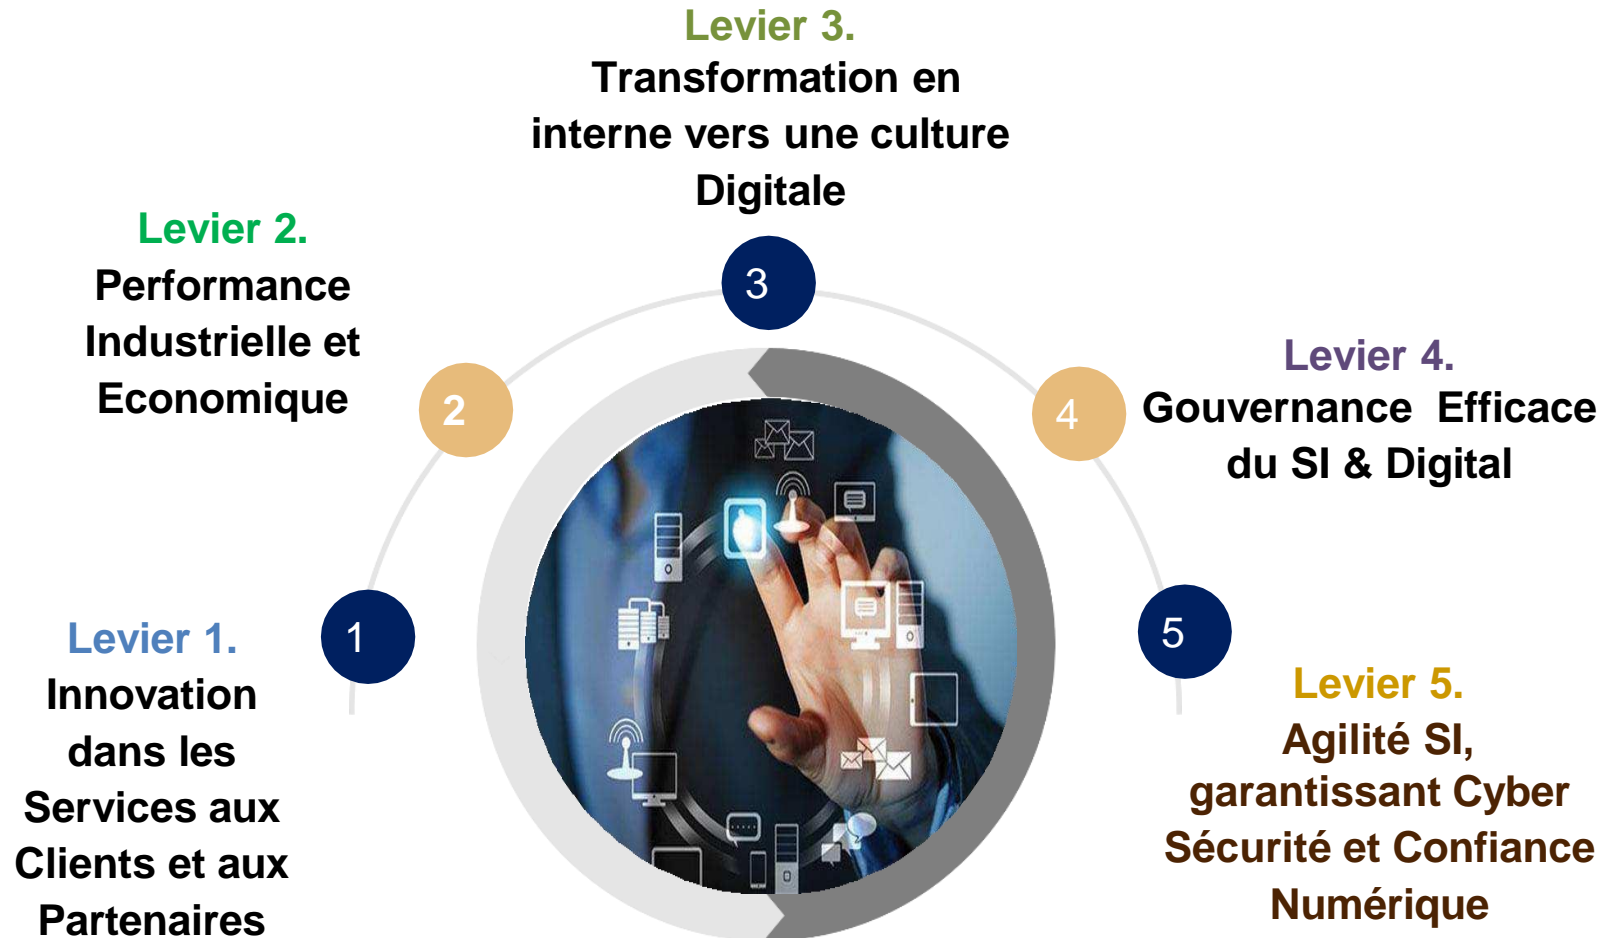 Levier 3.
Transformation en
interne vers une culture
Digitale
Levier 2.
Performance
Industrielle et
Economique
3
2
Levier 4.
Gouvernance  Efficace
du SI & Digital
4
Levier 1.
Innovation
dans les
Services aux
Clients et aux
Partenaires
1
5
Levier 5.
Agilité SI,
garantissant Cyber
Sécurité et Confiance
Numérique